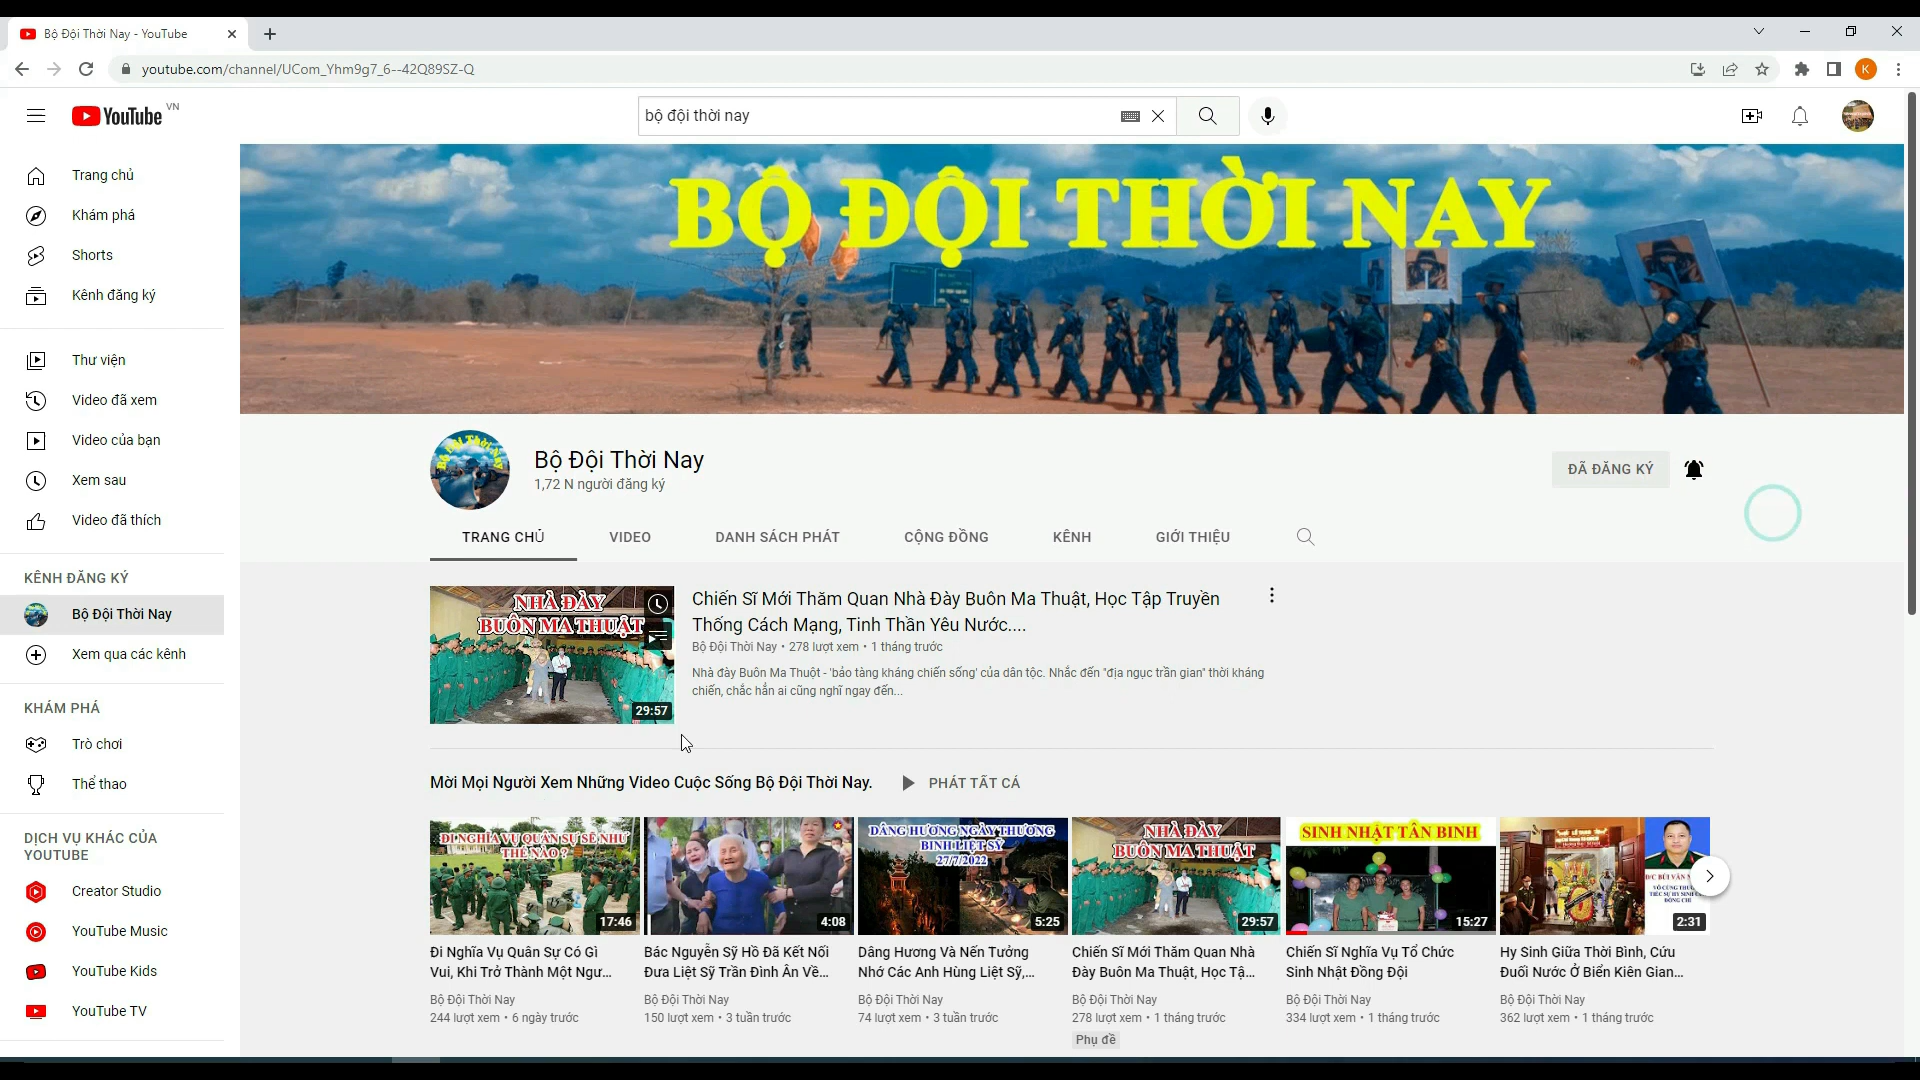 Bộ Đội Thời Nay - YouTube
youtube.com/channel/UCom_Yhm9g7_6--42Q89SZ-Q
K
YouTube VN
bộ đội thời nay
Trang chủ
Khám phá
Shorts
Kênh đăng ký
Thư viện
Video đã xem
Video của bạn
Xem sau
Video đã thích
KÊNH ĐĂNG KÝ
Bộ Đội Thời Nay
Xem qua các kênh
KHÁM PHÁ
Trò chơi
Thể thao
DỊCH VỤ KHÁC CỦA
YOUTUBE
Creator Studio
YouTube Music
YouTube Kids
YouTube TV
BỘ ĐỘI THỜI NAY
Bộ Đội Thời Nay
Bộ Đội Thời Nay
1,72 N người đăng ký
ĐÃ ĐĂNG KÝ
TRANG CHỦ
VIDEO
DANH SÁCH PHÁT
CỘNG ĐỒNG
KÊNH
GIỚI THIỆU
NHÀ ĐÀY
BUÔN MA THUẬT
29:57
Chiến Sĩ Mới Thăm Quan Nhà Đày Buôn Ma Thuật, Học Tập Truyền
Thống Cách Mạng, Tinh Thần Yêu Nước....
Bộ Đội Thời Nay • 278 lượt xem • 1 tháng trước
Nhà đày Buôn Ma Thuột - 'bảo tàng kháng chiến sống' của dân tộc. Nhắc đến "địa ngục trần gian" thời kháng
chiến, chắc hẳn ai cũng nghĩ ngay đến...
Mời Mọi Người Xem Những Video Cuộc Sống Bộ Đội Thời Nay.
PHÁT TẤT CẢ
ĐI NGHĨA VỤ QUÂN SỰ SẼ NHƯ
THẾ NÀO ?
17:46
Đi Nghĩa Vụ Quân Sự Có Gì
Vui, Khi Trở Thành Một Ngư...
Bộ Đội Thời Nay
244 lượt xem • 6 ngày trước
4:08
Bác Nguyễn Sỹ Hồ Đã Kết Nối
Đưa Liệt Sỹ Trần Đình Ân Về...
Bộ Đội Thời Nay
150 lượt xem • 3 tuần trước
DÂNG HƯƠNG NGÀY THƯƠNG
BINH LIỆT SỸ
27/7/2022
5:25
Dâng Hương Và Nến Tưởng
Nhớ Các Anh Hùng Liệt Sỹ,...
Bộ Đội Thời Nay
74 lượt xem • 3 tuần trước
NHÀ ĐÀY
BUÔN MA THUẬT
29:57
Chiến Sĩ Mới Thăm Quan Nhà
Đày Buôn Ma Thuật, Học Tậ...
Bộ Đội Thời Nay
278 lượt xem • 1 tháng trước
Phụ đề
SINH NHẬT TÂN BINH
15:27
Chiến Sĩ Nghĩa Vụ Tổ Chức
Sinh Nhật Đồng Đội
Bộ Đội Thời Nay
334 lượt xem • 1 tháng trước
2:31
Hy Sinh Giữa Thời Bình, Cứu
Đuối Nước Ở Biển Kiên Gian...
Bộ Đội Thời Nay
362 lượt xem • 1 tháng trước